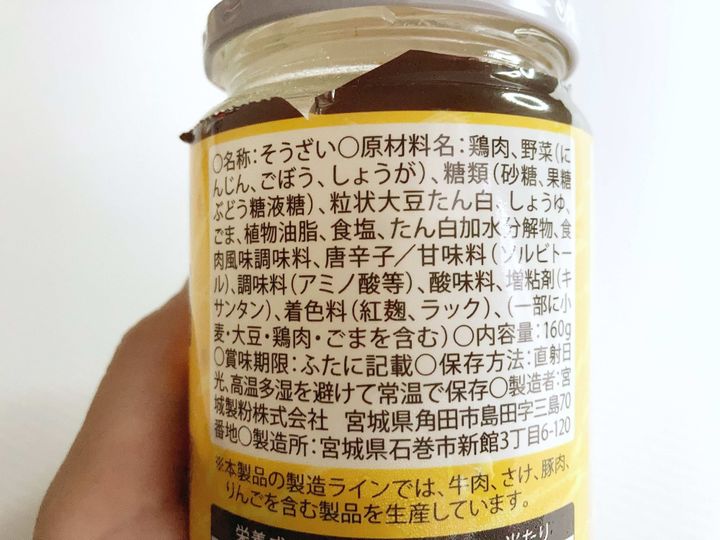 ○名称：そうざい○原材料名：鶏肉、野菜（に
んじん、ごぼう、しょうが）、糖類（砂糖、果糖
ぶどう糖液糖）、粒状大豆たん白、しょうゆ、
ごま、植物油脂、食塩、たん白加水分解物、食
肉風味調味料、唐辛子／甘味料（ソルビトー
ル）、調味料（アミノ酸等）、酸味料、増粘剤（キ
サンタン）、着色料（紅麹、ラック）、（一部に小
麦・大豆・鶏肉・ごまを含む）○内容量：160g
○賞味期限：ふたに記載○保存方法：直射日
光、高温多湿を避けて常温で保存○製造者：宮
城製粉株式会社　宮城県角田市島田字三島70
番地○製造所：宮城県石巻市新館3丁目6-120
※本製品の製造ラインでは、牛肉、さけ、豚肉、
りんごを含む製品を生産しています。